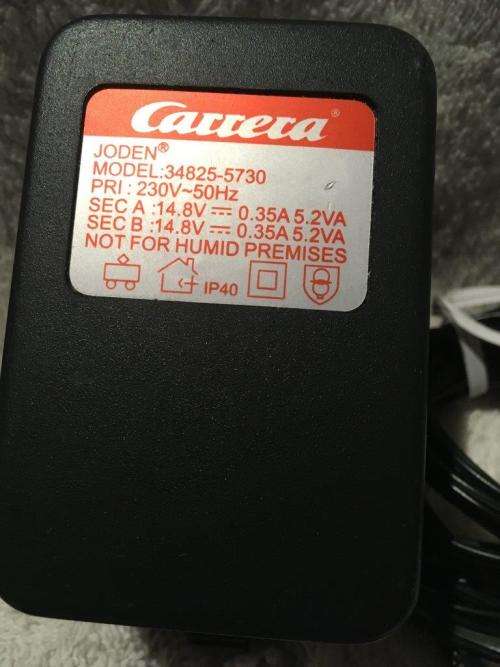 Carrera®
JODEN®
MODEL:34825-5730
PRI : 230V~50Hz
SEC A :14.8V⎓ 0.35A 5.2VA
SEC B :14.8V⎓ 0.35A 5.2VA
NOT FOR HUMID PREMISES
IP40